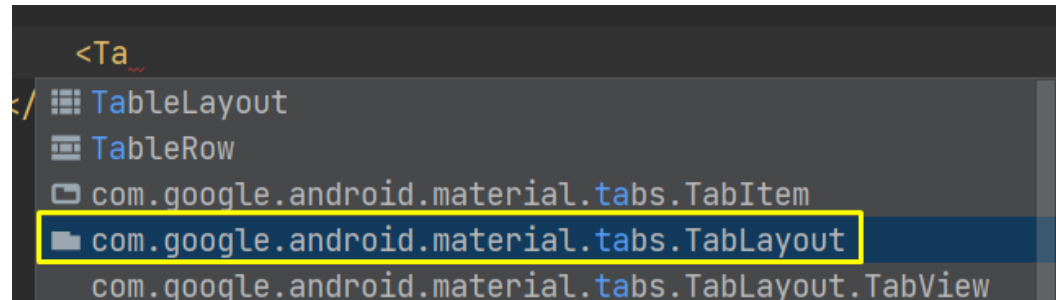 <Ta
</
TableLayout
TableRow
com.google.android.material.tabs.TabItem
com.google.android.material.tabs.TabLayout
com.google.android.material.tabs.TabLayout.TabView